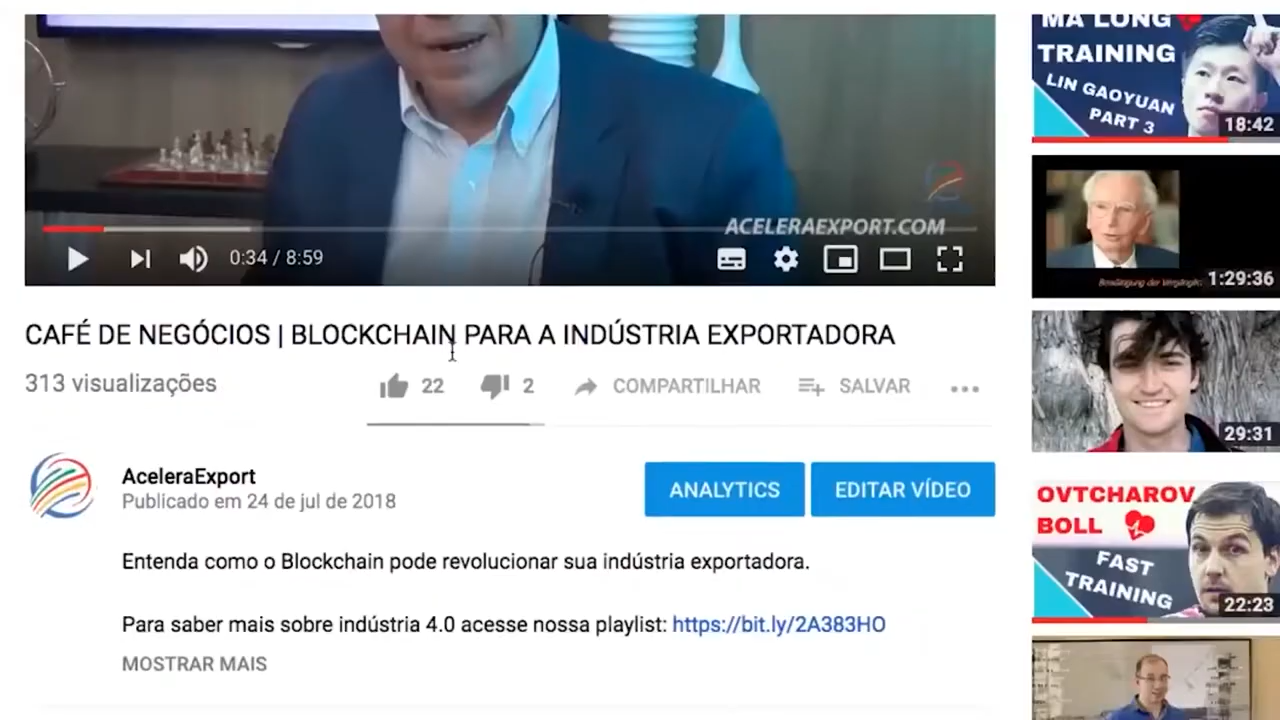 ACELERAEXPORT.COM
0:34 / 8:59
CAFÉ DE NEGÓCIOS | BLOCKCHAIN PARA A INDÚSTRIA EXPORTADORA
313 visualizações
22
2
COMPARTILHAR
SALVAR
AceleraExport
Publicado em 24 de jul de 2018
ANALYTICS
EDITAR VÍDEO
Entenda como o Blockchain pode revolucionar sua indústria exportadora.
Para saber mais sobre indústria 4.0 acesse nossa playlist: https://bit.ly/2A383HO
MOSTRAR MAIS
MA LONG
TRAINING
LIN GAOYUAN
PART 3
18:42
1:29:36
29:31
OVTCHAROV
BOLL
FAST
TRAINING
22:23